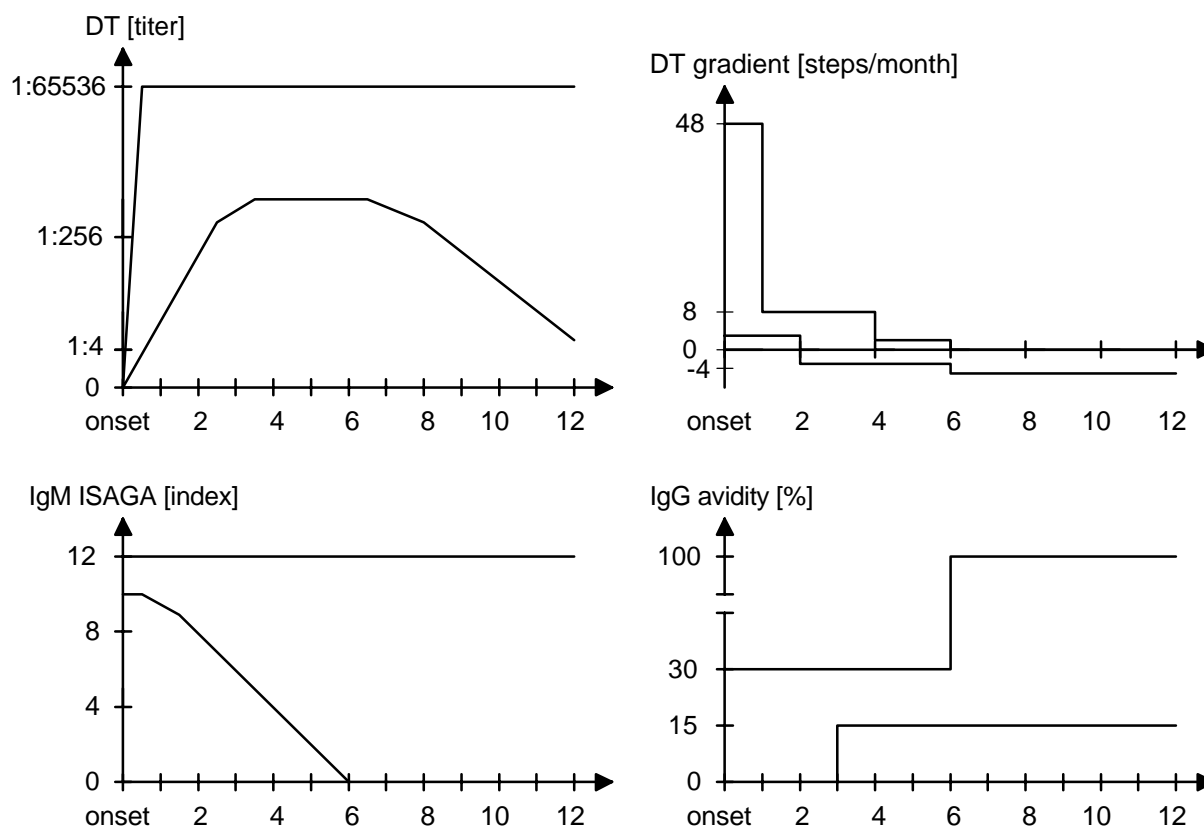 DT [titer]
1:65536
1:256
1:4
0
onset 2 4 6 8 10 12
DT gradient [steps/month]
48
8
0
-4
onset 2 4 6 8 10 12
IgM ISAGA [index]
12
8
4
0
onset 2 4 6 8 10 12
IgG avidity [%]
100
30
15
0
onset 2 4 6 8 10 12